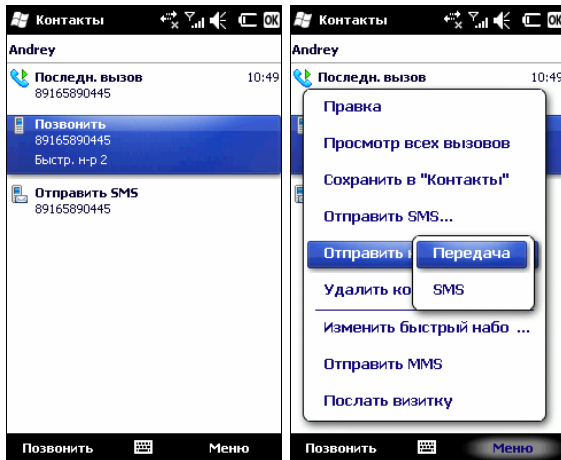 Контакты
OK
Andrey
Последн. вызов 10:49
89165890445
Позвонить
89165890445
Быстр. н-р 2
Отправить SMS
89165890445
Позвонить Меню
Контакты
OK
Andrey
Последн. вызов 10:49
Правка
Просмотр всех вызовов
Сохранить в "Контакты"
Отправить SMS...
Отправить
Передача
Удалить ко
SMS
Изменить быстрый набо ...
Отправить MMS
Послать визитку
Позвонить Меню